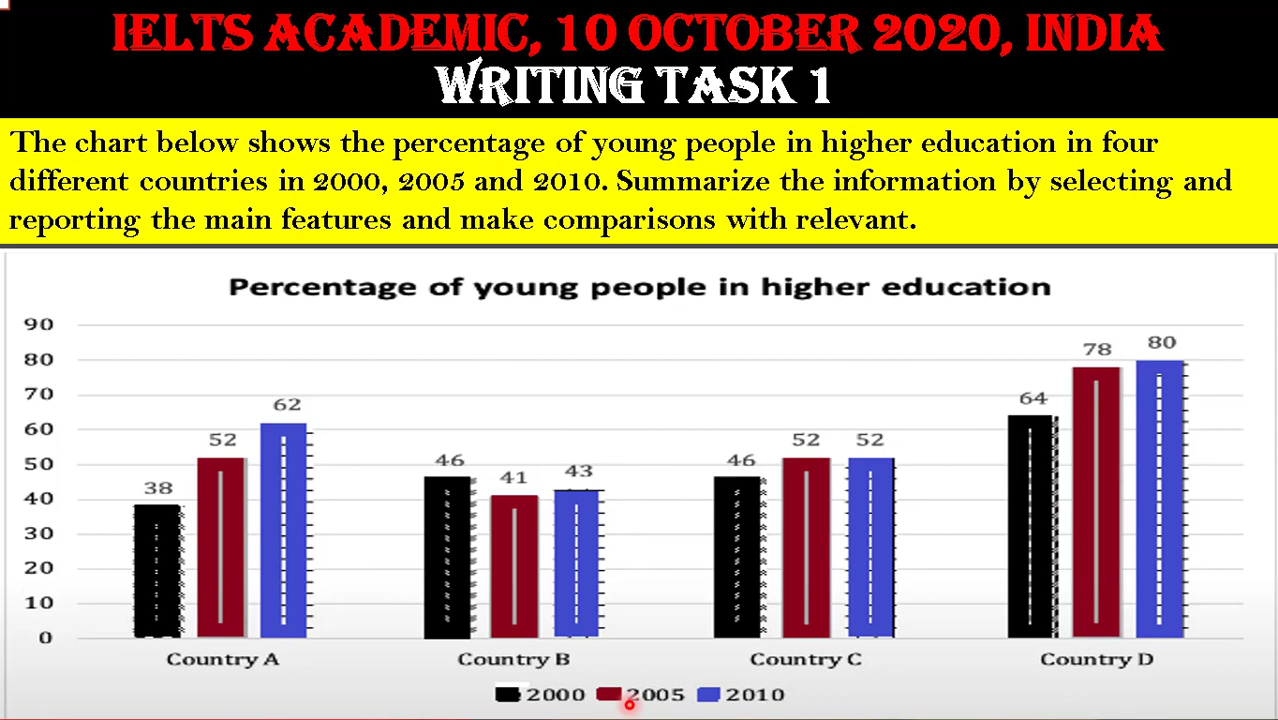 IELTS ACADEMIC, 10 OCTOBER 2020, INDIA
WRITING TASK 1
The chart below shows the percentage of young people in higher education in four
different countries in 2000, 2005 and 2010. Summarize the information by selecting and
reporting the main features and make comparisons with relevant.
Percentage of young people in higher education
90
80
70
60
50
40
30
20
10
0
38
52
62
46
41
43
46
52
52
64
78
80
Country A
Country B
Country C
Country D
2000
2005
2010